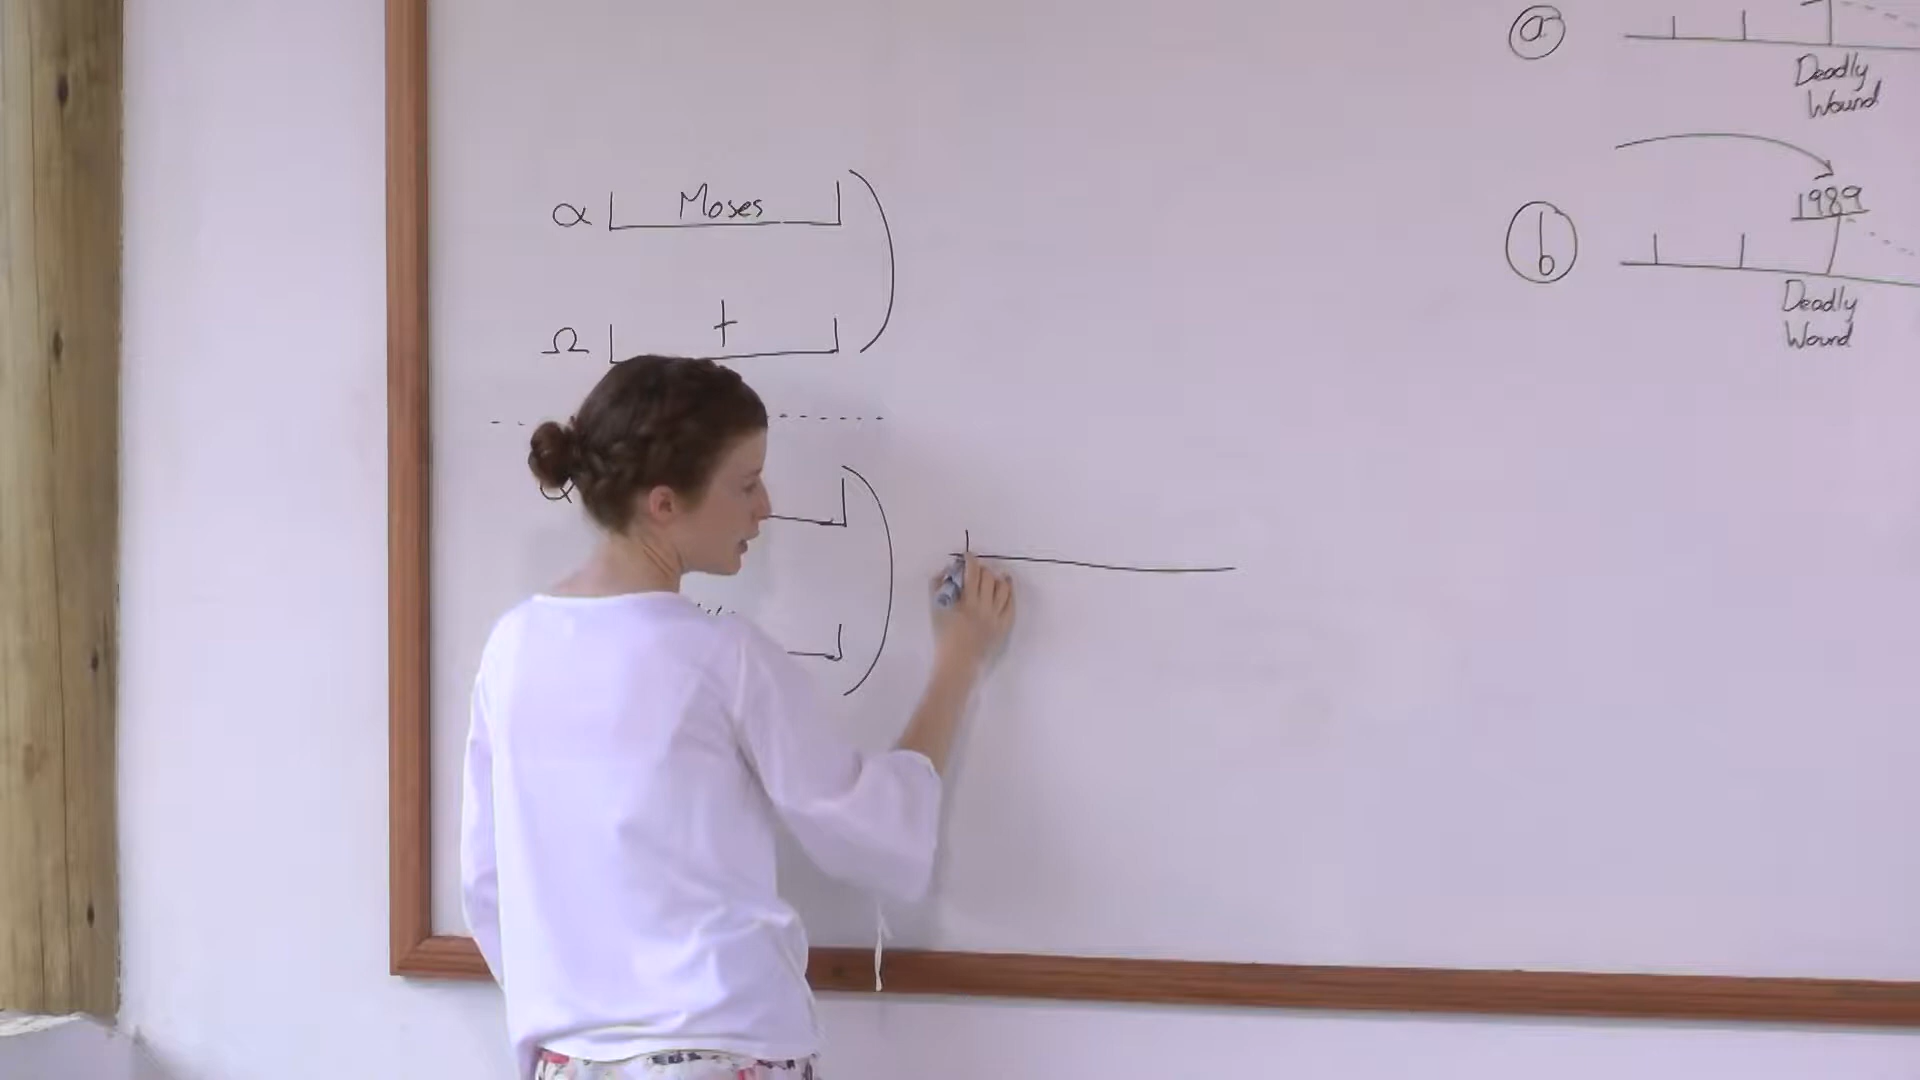 a
Deadly
Wound
α Moses
1989
b
Ω
Deadly
Wound
α